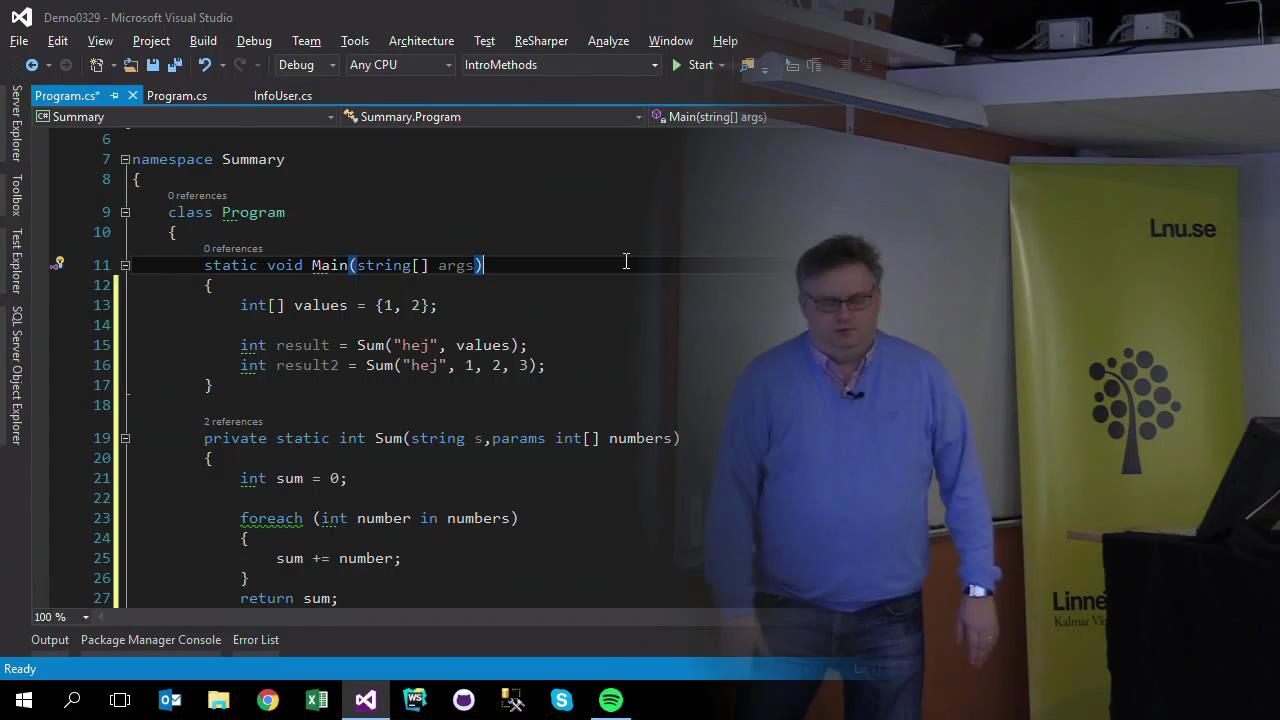 Demo0329 - Microsoft Visual Studio
File Edit View Project Build Debug Team Tools Architecture Test ReSharper Analyze Window Help
Debug Any CPU IntroMethods Start
Program.cs* Program.cs InfoUser.cs
Summary Summary.Program Main(string[] args)
Server Explorer
Toolbox
Test Explorer
SQL Server Object Explorer
6
7 namespace Summary
8 {
0 references
9 class Program
10 {
0 references
11 static void Main(string[] args)
12 {
13 int[] values = {1, 2};
14
15 int result = Sum("hej", values);
16 int result2 = Sum("hej", 1, 2, 3);
17 }
18
2 references
19 private static int Sum(string s,params int[] numbers)
20 {
21 int sum = 0;
22
23 foreach (int number in numbers)
24 {
25 sum += number;
26 }
27 return sum;
100 %
Output Package Manager Console Error List
Ready
Lnu.se
Linné
Kalmar